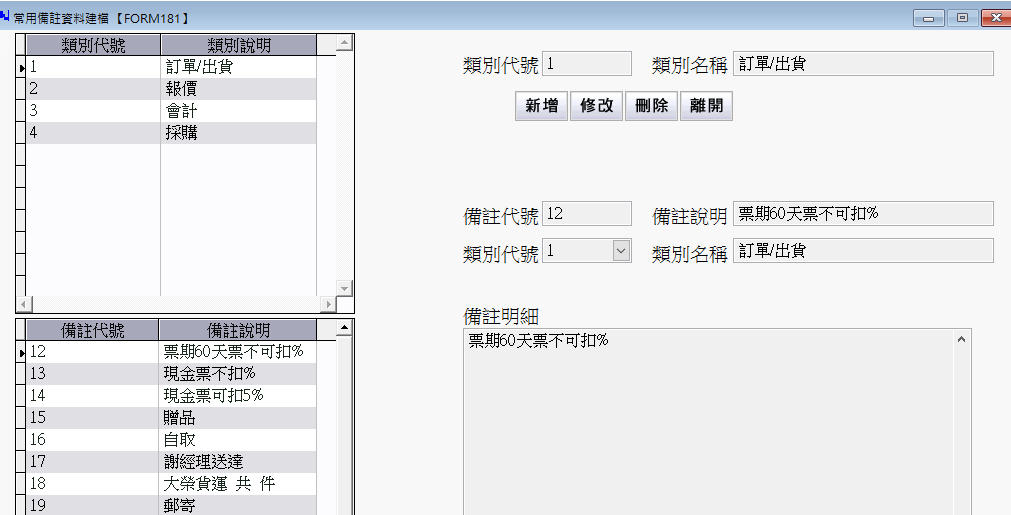 常用備註資料建檔【FORM181】
類別代號 類別說明
1 訂單/出貨
2 報價
3 會計
4 採購
類別代號 1 類別名稱 訂單/出貨
新增 修改 刪除 離開
備註代號 12 備註說明 票期60天票不可扣%
類別代號 1 類別名稱 訂單/出貨
備註明細
票期60天票不可扣%
備註代號 備註說明
12 票期60天票不可扣%
13 現金票不扣%
14 現金票可扣5%
15 贈品
16 自取
17 謝經理送達
18 大榮貨運 共 件
19 郵寄